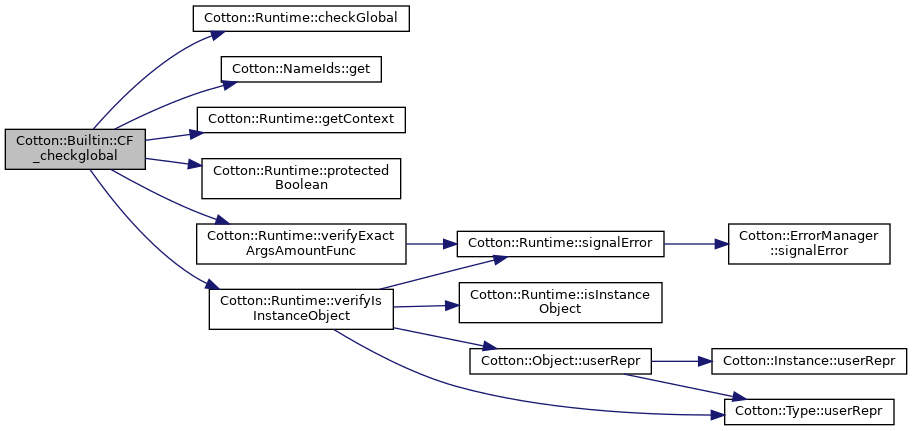 Cotton::Runtime::checkGlobal
Cotton::NameIds::get
Cotton::Runtime::getContext
Cotton::Builtin::CF
_checkglobal
Cotton::Runtime::protected
Boolean
Cotton::Runtime::verifyExact
ArgsAmountFunc
Cotton::Runtime::signalError
Cotton::ErrorManager
::signalError
Cotton::Runtime::verifyIs
InstanceObject
Cotton::Runtime::isInstance
Object
Cotton::Object::userRepr
Cotton::Instance::userRepr
Cotton::Type::userRepr